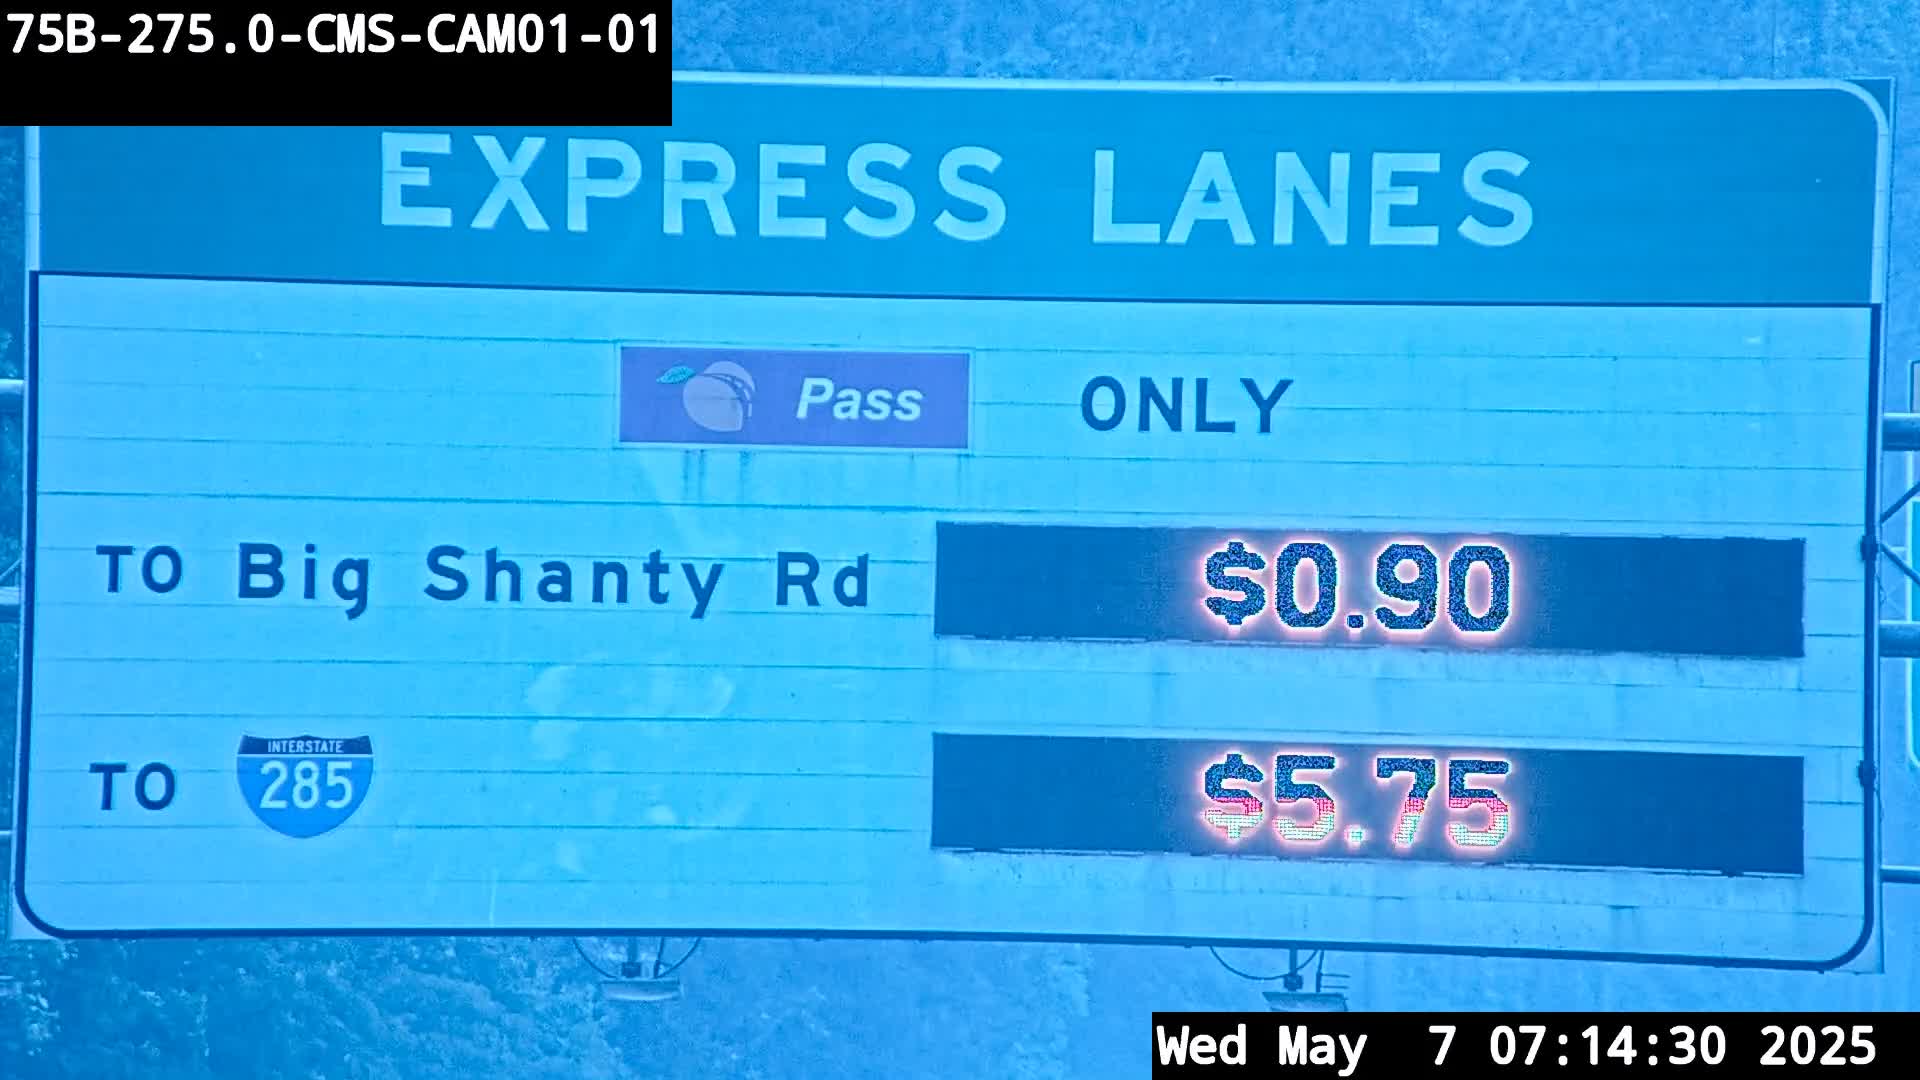 75B-275.0-CMS-CAM01-01
EXPRESS LANES
Pass ONLY
TO Big Shanty Rd $0.90
TO INTERSTATE 285 $5.75
Wed May 7 07:14:30 2025